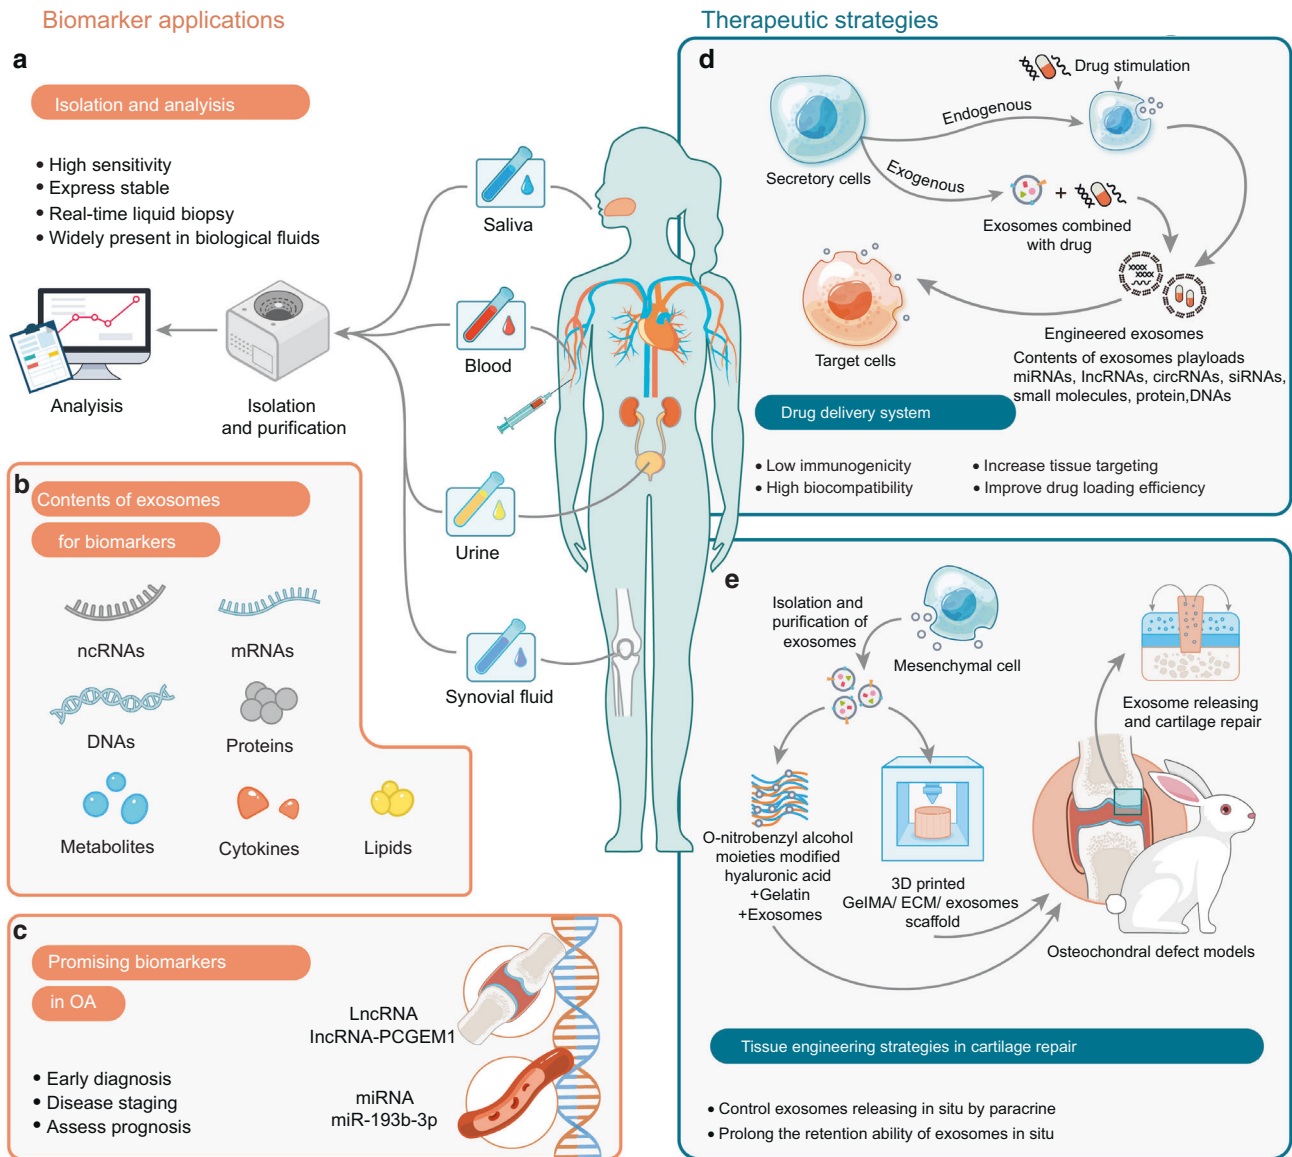 Biomarker applications
a
Isolation and analyisis
• High sensitivity
• Express stable
• Real-time liquid biopsy
• Widely present in biological fluids
Analyisis
Isolation
and purification
Saliva
Blood
Urine
Synovial fluid
b
Contents of exosomes
for biomarkers
ncRNAs
mRNAs
DNAs
Proteins
Metabolites
Cytokines
Lipids
c
Promising biomarkers
in OA
• Early diagnosis
• Disease staging
• Assess prognosis
LncRNA
lncRNA-PCGEM1
miRNA
miR-193b-3p
Therapeutic strategies
d
Drug stimulation
Endogenous
Secretory cells
Exogenous
+
Exosomes combined
with drug
Target cells
Engineered exosomes
Contents of exosomes playloads
miRNAs, lncRNAs, circRNAs, siRNAs,
small molecules, protein,DNAs
Drug delivery system
• Low immunogenicity
• High biocompatibility
• Increase tissue targeting
• Improve drug loading efficiency
e
Isolation and
purification of
exosomes
Mesenchymal cell
Exosome releasing
and cartilage repair
O-nitrobenzyl alcohol
moieties modified
hyaluronic acid
+Gelatin
+Exosomes
3D printed
GelMA/ ECM/ exosomes
scaffold
Osteochondral defect models
Tissue engineering strategies in cartilage repair
• Control exosomes releasing in situ by paracrine
• Prolong the retention ability of exosomes in situ